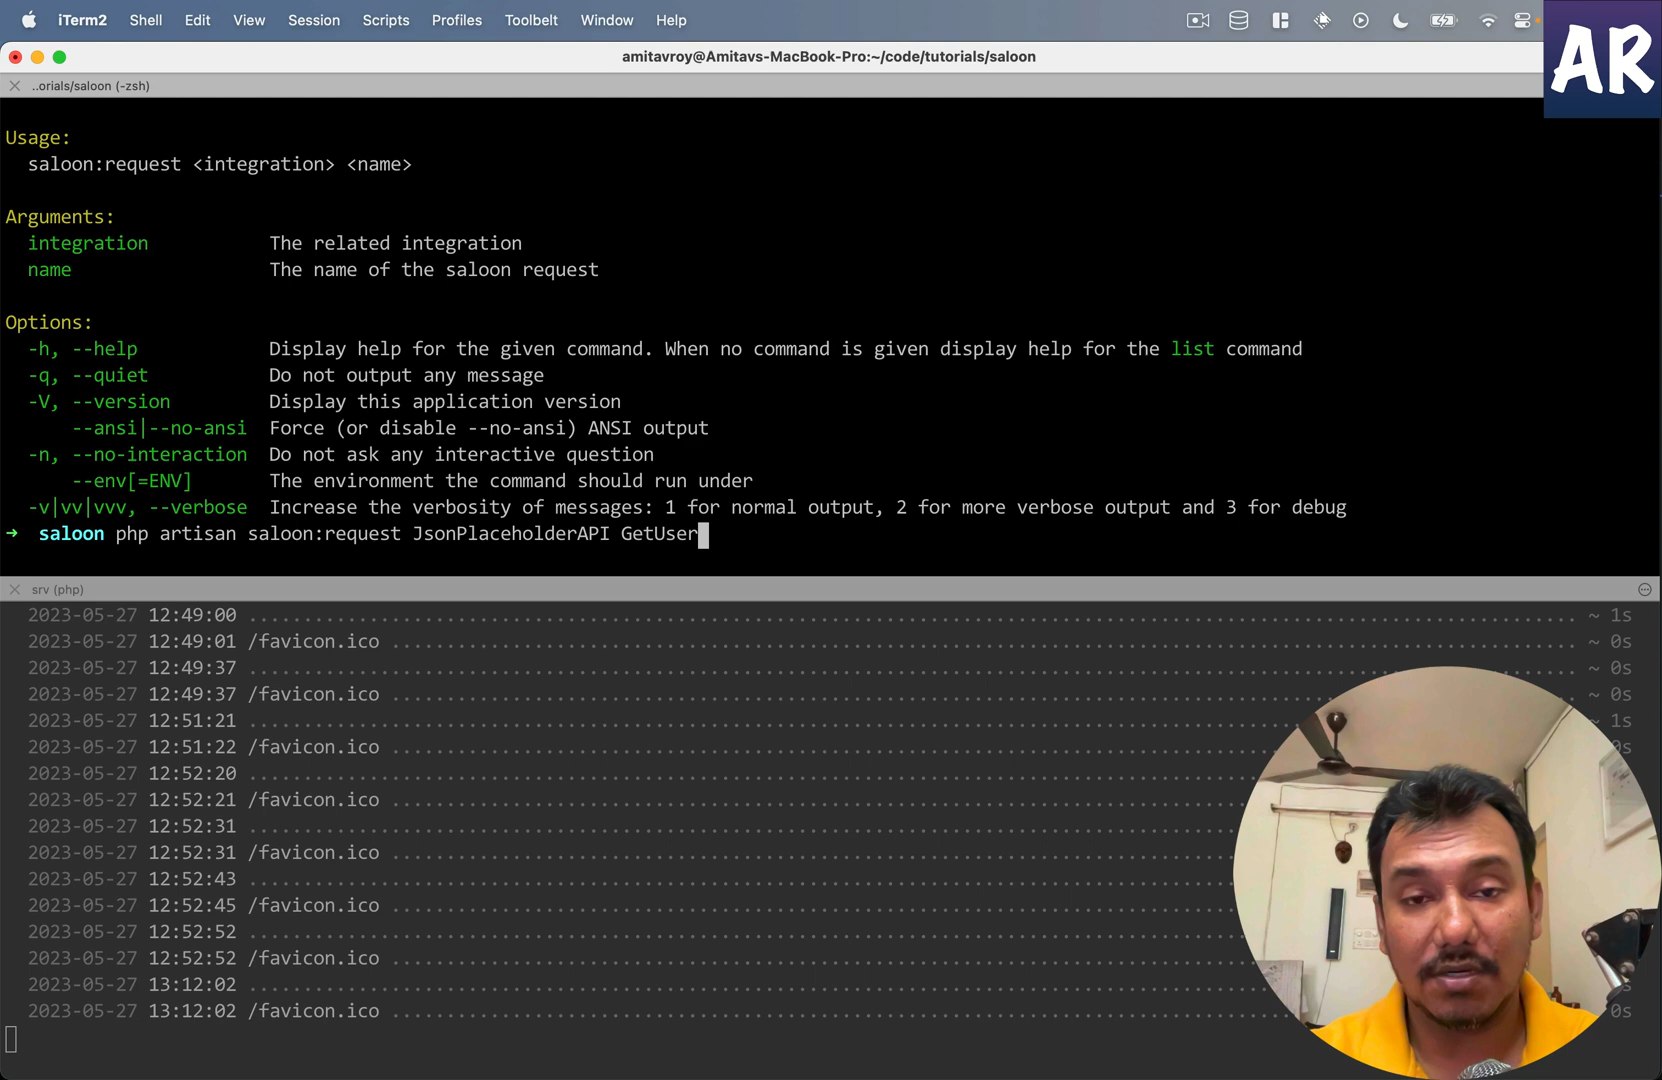 iTerm2 Shell Edit View Session Scripts Profiles Toolbelt Window Help
amitavroy@Amitavs-MacBook-Pro:~/code/tutorials/saloon
AR
..orials/saloon (-zsh)
Usage:
saloon:request <integration> <name>
Arguments:
integration The related integration
name The name of the saloon request
Options:
-h, --help Display help for the given command. When no command is given display help for the list command
-q, --quiet Do not output any message
-V, --version Display this application version
--ansi|--no-ansi Force (or disable --no-ansi) ANSI output
-n, --no-interaction Do not ask any interactive question
--env[=ENV] The environment the command should run under
-v|vv|vvv, --verbose Increase the verbosity of messages: 1 for normal output, 2 for more verbose output and 3 for debug
➜ saloon php artisan saloon:request JsonPlaceholderAPI GetUser
srv (php)
2023-05-27 12:49:00 ~ 1s
2023-05-27 12:49:01 /favicon.ico ~ 0s
2023-05-27 12:49:37 ~ 0s
2023-05-27 12:49:37 /favicon.ico ~ 0s
2023-05-27 12:51:21 ~ 1s
2023-05-27 12:51:22 /favicon.ico 0s
2023-05-27 12:52:20
2023-05-27 12:52:21 /favicon.ico
2023-05-27 12:52:31
2023-05-27 12:52:31 /favicon.ico
2023-05-27 12:52:43
2023-05-27 12:52:45 /favicon.ico
2023-05-27 12:52:52
2023-05-27 12:52:52 /favicon.ico
2023-05-27 13:12:02 s
2023-05-27 13:12:02 /favicon.ico 0s